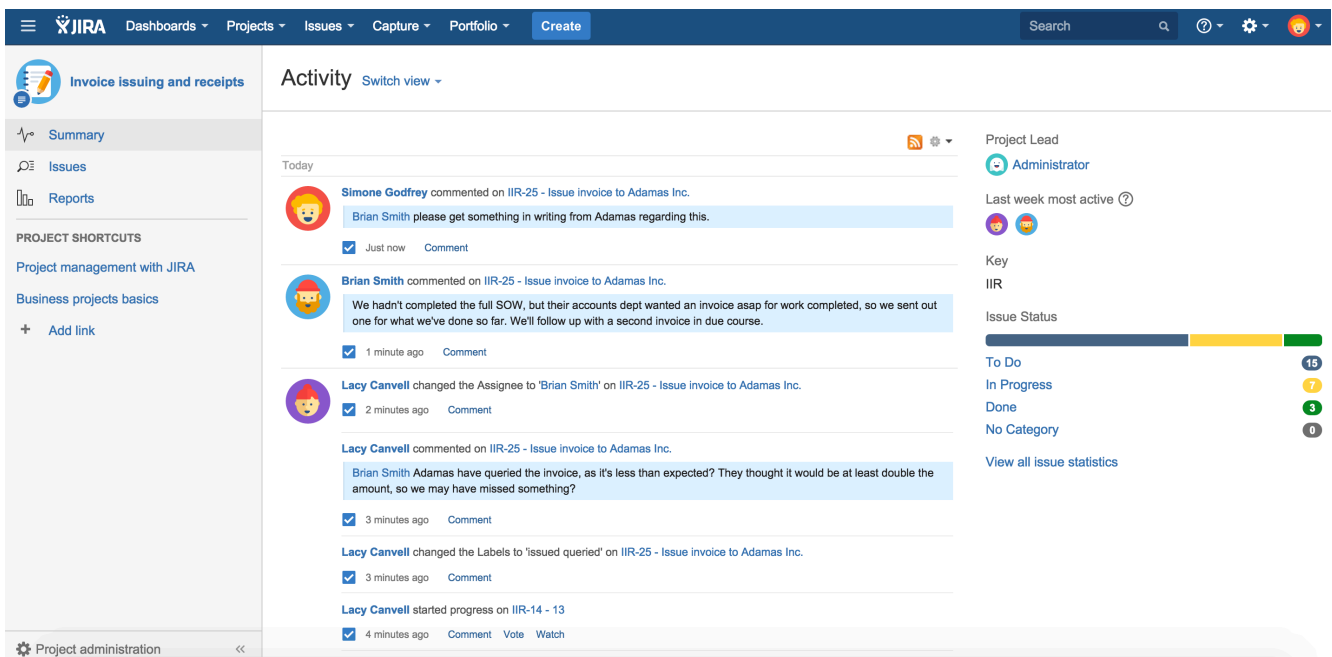 JIRA Dashboards Projects Issues Capture Portfolio Create Search
Invoice issuing and receipts
Summary
Issues
Reports
PROJECT SHORTCUTS
Project management with JIRA
Business projects basics
+ Add link
Project administration
Activity Switch view
Today
Simone Godfrey commented on IIR-25 - Issue invoice to Adamas Inc.
Brian Smith please get something in writing from Adamas regarding this.
Just now Comment
Brian Smith commented on IIR-25 - Issue invoice to Adamas Inc.
We hadn't completed the full SOW, but their accounts dept wanted an invoice asap for work completed, so we sent out
one for what we've done so far. We'll follow up with a second invoice in due course.
1 minute ago Comment
Lacy Canvell changed the Assignee to 'Brian Smith' on IIR-25 - Issue invoice to Adamas Inc.
2 minutes ago Comment
Lacy Canvell commented on IIR-25 - Issue invoice to Adamas Inc.
Brian Smith Adamas have queried the invoice, as it's less than expected? They thought it would be at least double the
amount, so we may have missed something?
3 minutes ago Comment
Lacy Canvell changed the Labels to 'issued queried' on IIR-25 - Issue invoice to Adamas Inc.
3 minutes ago Comment
Lacy Canvell started progress on IIR-14 - 13
4 minutes ago Comment Vote Watch
Project Lead
Administrator
Last week most active ?
Key
IIR
Issue Status
To Do 15
In Progress 7
Done 3
No Category 0
View all issue statistics